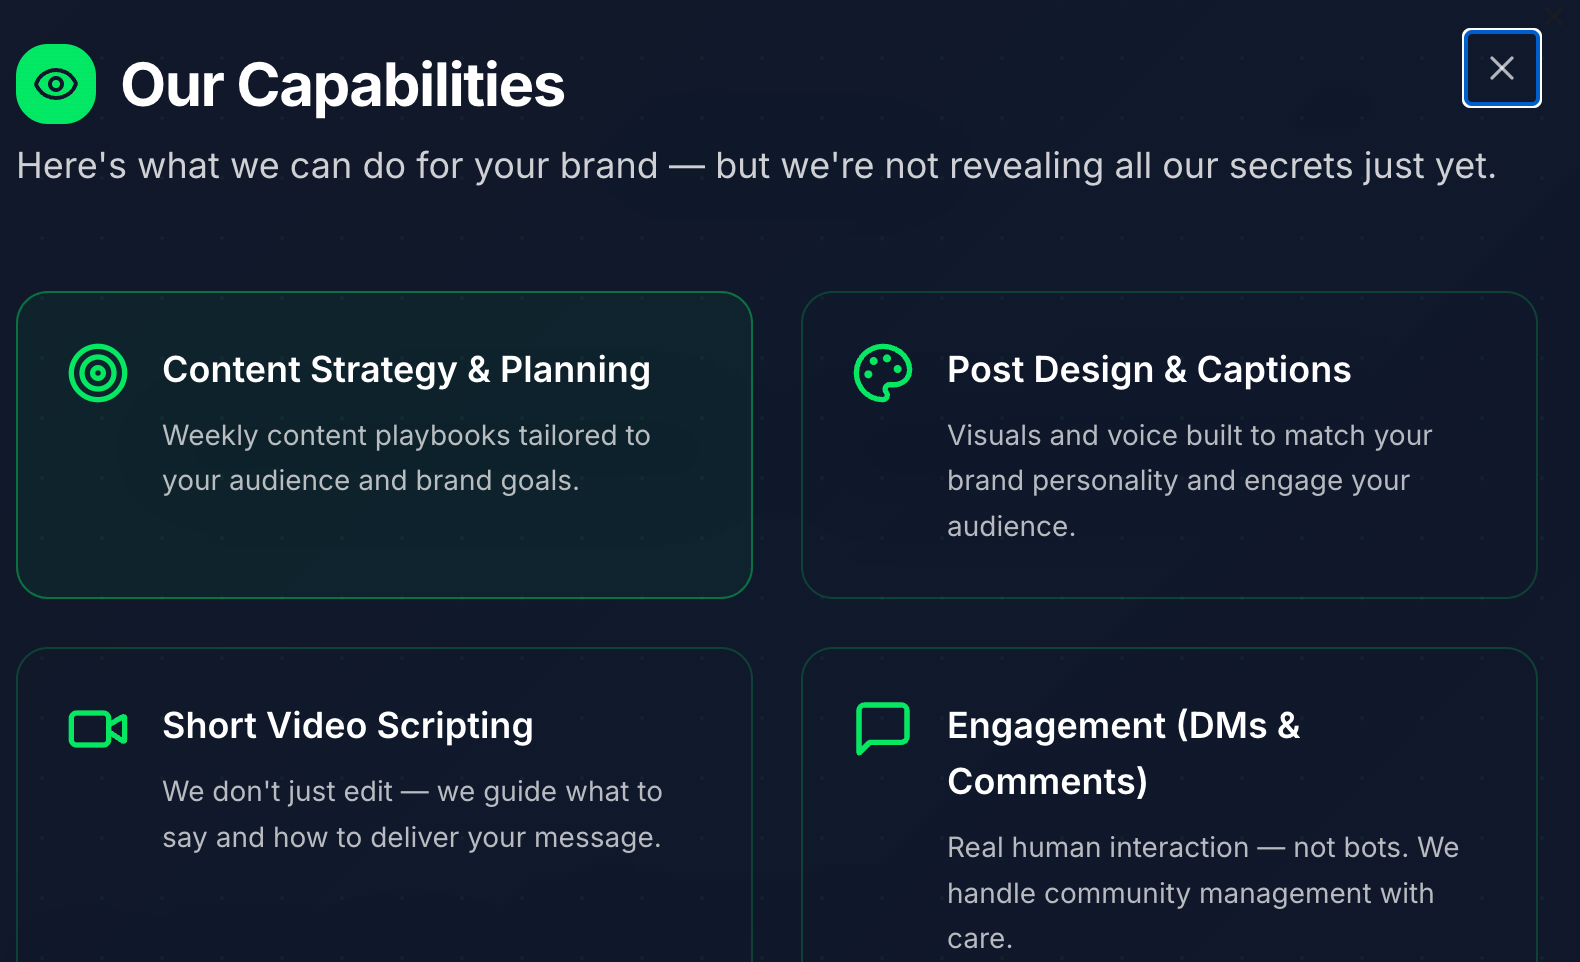 Our Capabilities
Here's what we can do for your brand — but we're not revealing all our secrets just yet.
Content Strategy & Planning
Weekly content playbooks tailored to
your audience and brand goals.
Post Design & Captions
Visuals and voice built to match your
brand personality and engage your
audience.
Short Video Scripting
We don't just edit — we guide what to
say and how to deliver your message.
Engagement (DMs &
Comments)
Real human interaction — not bots. We
handle community management with
care.